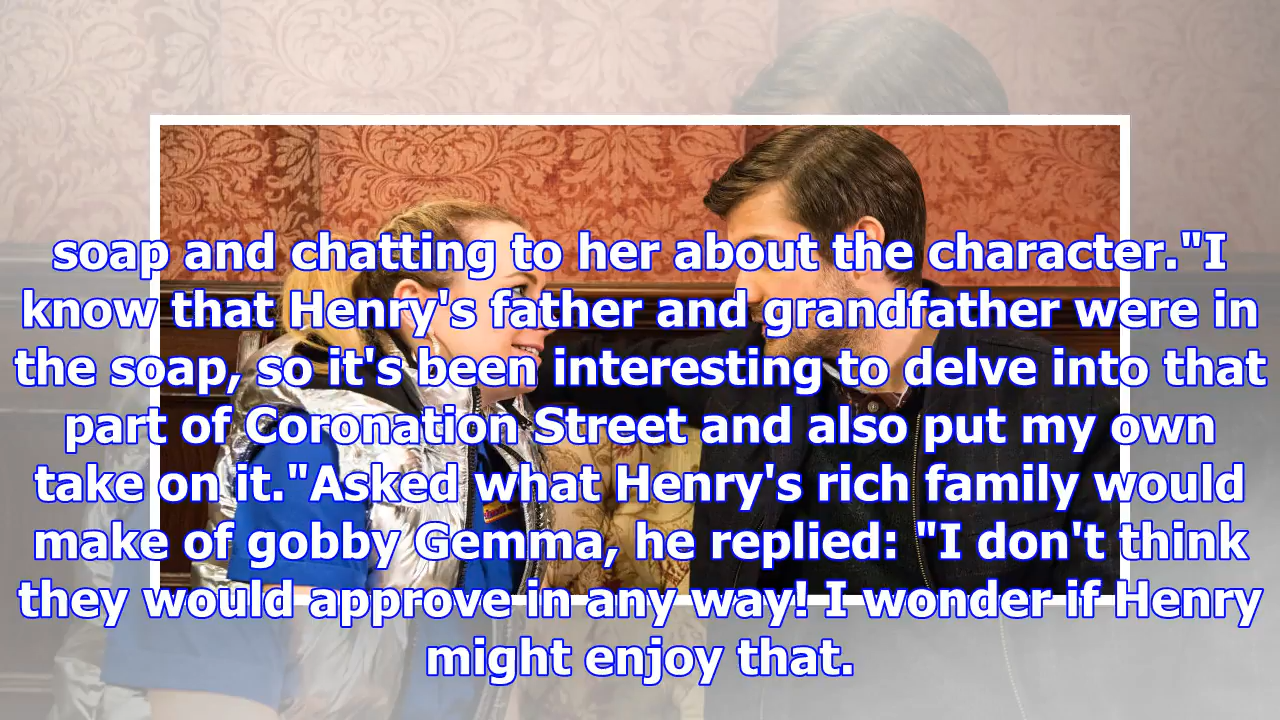 soap and chatting to her about the character."I
know that Henry's father and grandfather were in
the soap, so it's been interesting to delve into that
part of Coronation Street and also put my own
take on it."Asked what Henry's rich family would
make of gobby Gemma, he replied: "I don't think
they would approve in any way! I wonder if Henry
might enjoy that.